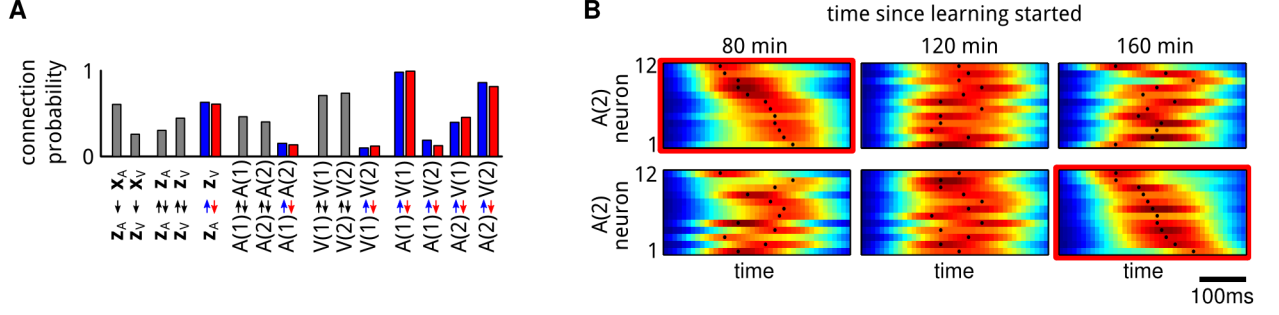 A
connection
probability
1
0
z_A ← x_A
z_V ← x_V
z_A ↓↑ z_A
z_V ↑↓ z_V
z_A ↑↓ z_V
A(1) ↑↓ A(1)
A(2) ↑↓ A(2)
A(1) ↑↓ A(2)
V(1) ↑↓ V(1)
V(2) ↑↓ V(2)
V(1) ↑↓ V(2)
A(1) ↑↓ V(1)
A(1) ↑↓ V(2)
A(2) ↑↓ V(1)
A(2) ↑↓ V(2)
B
time since learning started
80 min
120 min
160 min
A(2)
neuron
12
1
A(2)
neuron
12
1
time
time
time
100ms